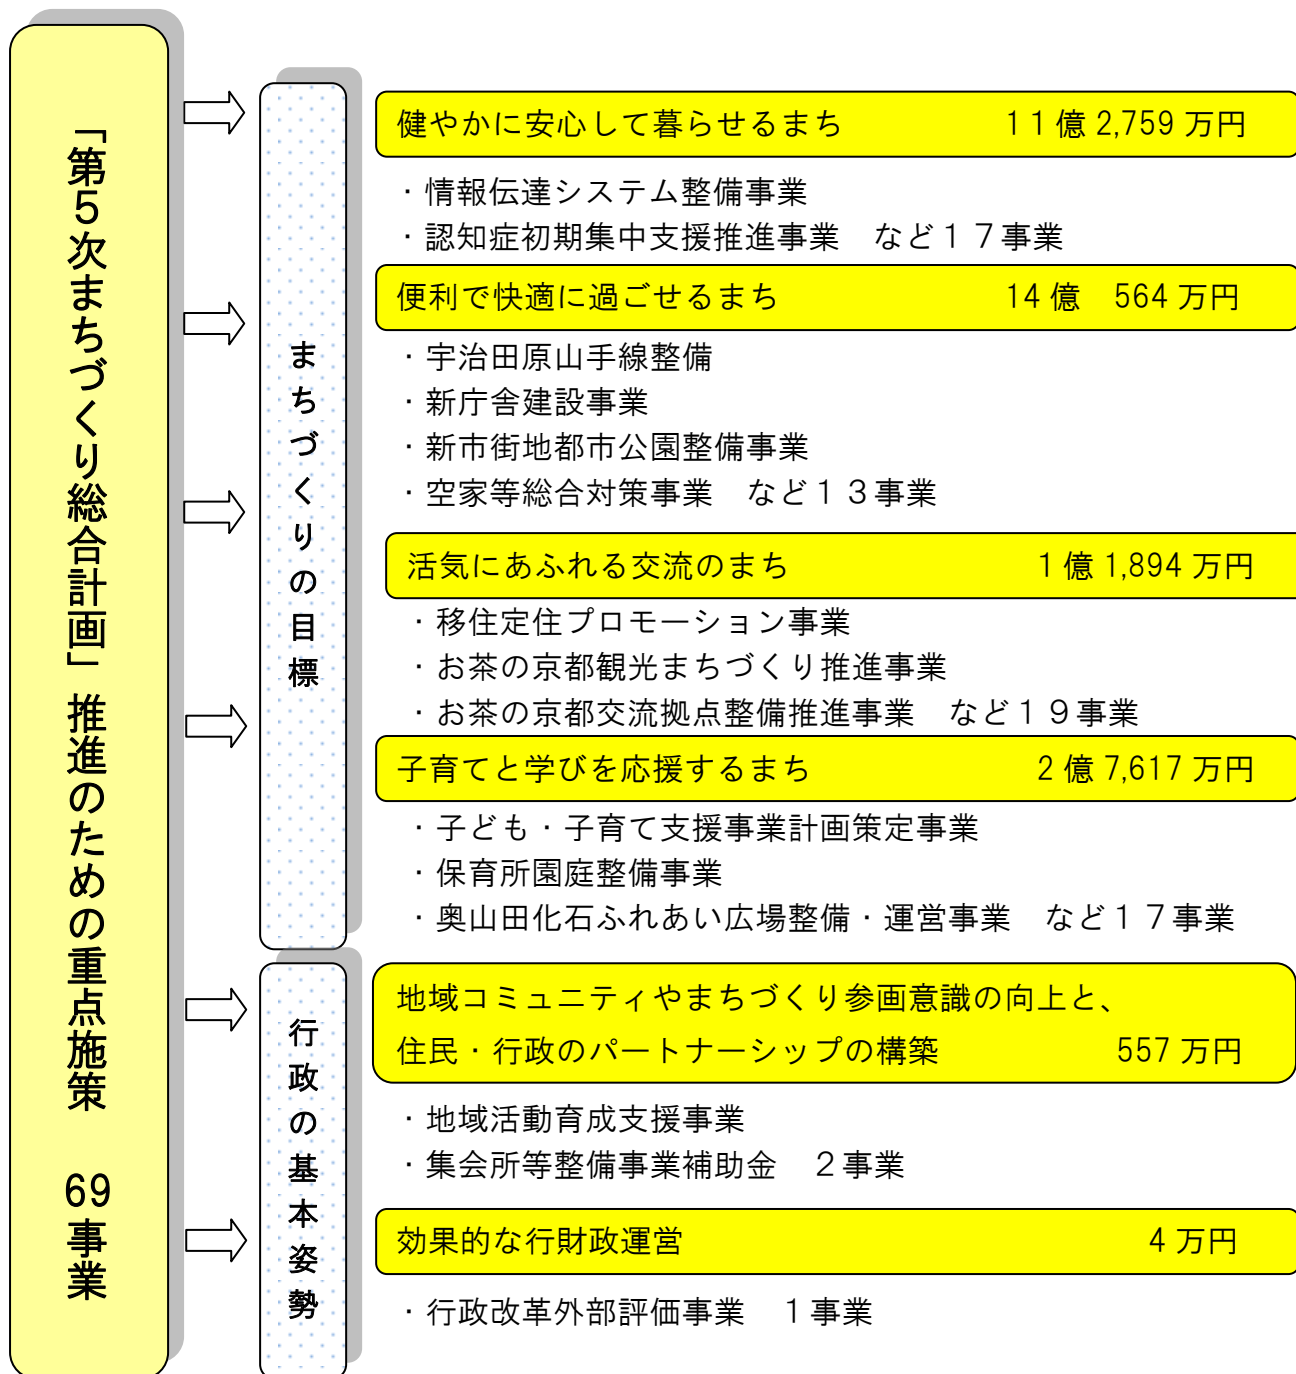 「第５次まちづくり総合計画」推進のための重点施策　69事業
まちづくりの目標
健やかに安心して暮らせるまち　１１億 2,759 万円
・情報伝達システム整備事業
・認知症初期集中支援推進事業　など１７事業
便利で快適に過ごせるまち　14 億　564 万円
・宇治田原山手線整備
・新庁舎建設事業
・新市街地都市公園整備事業
・空家等総合対策事業　など１３事業
活気にあふれる交流のまち　１億 1,894 万円
・移住定住プロモーション事業
・お茶の京都観光まちづくり推進事業
・お茶の京都交流拠点整備推進事業　など１９事業
子育てと学びを応援するまち　２億 7,617 万円
・子ども・子育て支援事業計画策定事業
・保育所園庭整備事業
・奥山田化石ふれあい広場整備・運営事業　など１７事業
行政の基本姿勢
地域コミュニティやまちづくり参画意識の向上と、
住民・行政のパートナーシップの構築　557 万円
・地域活動育成支援事業
・集会所等整備事業補助金　２事業
効果的な行財政運営　4 万円
・行政改革外部評価事業　１事業